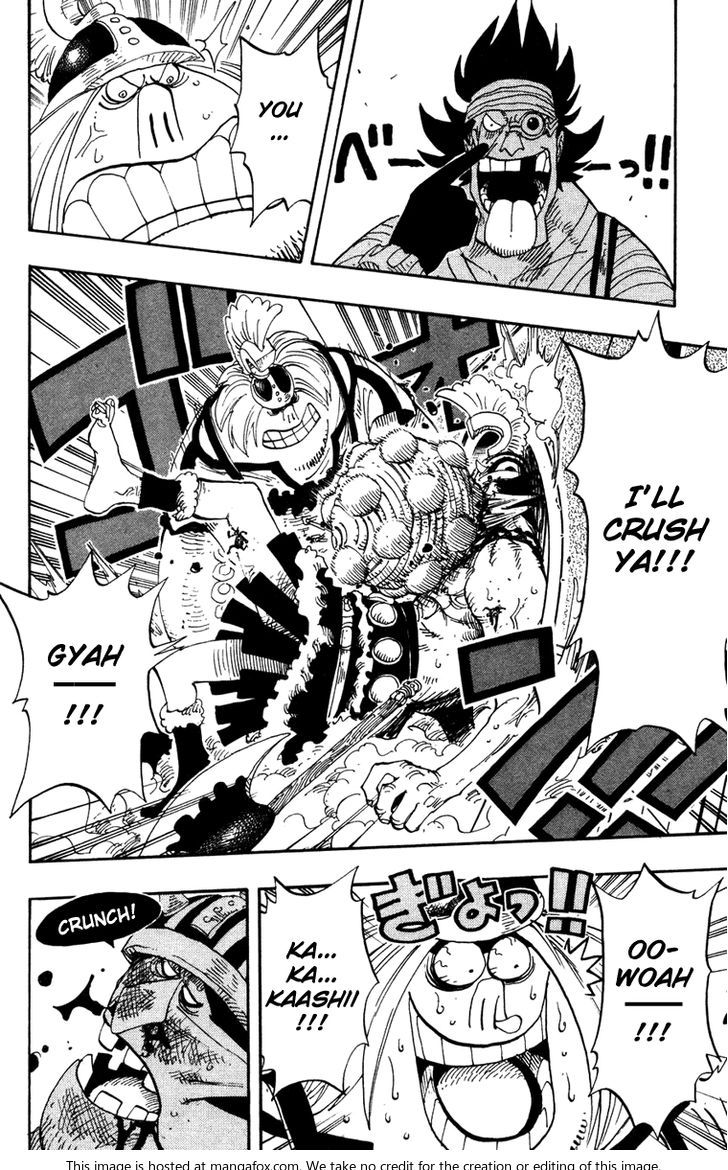 べーっ!!
YOU
...
I'LL
CRUSH
YA!!!
GYAH
——
!!!
OO-
WOAH
——
!!!
ぎょっ!!
KA...
KA...
KAASHII
!!!
CRUNCH!
This image is hosted at mangafox.com. We take no credit for the creation or editing of this image.